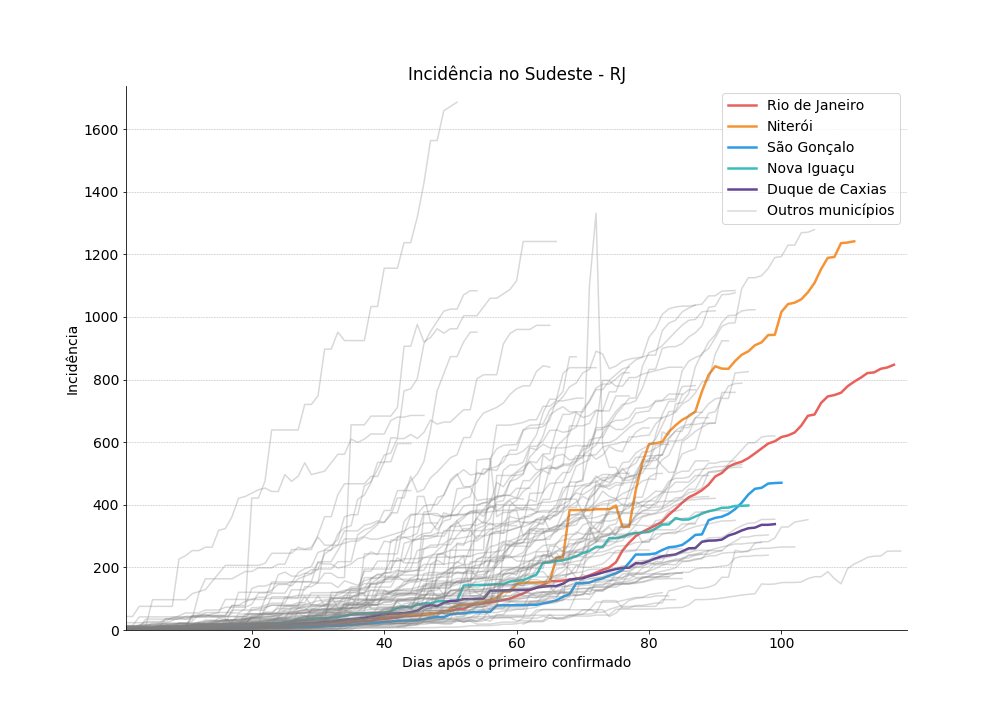 Incidência no Sudeste - RJ
Rio de Janeiro
Niterói
São Gonçalo
Nova Iguaçu
Duque de Caxias
Outros municípios
Incidência
1600
1400
1200
1000
800
600
400
200
0
20
40
60
80
100
Dias após o primeiro confirmado